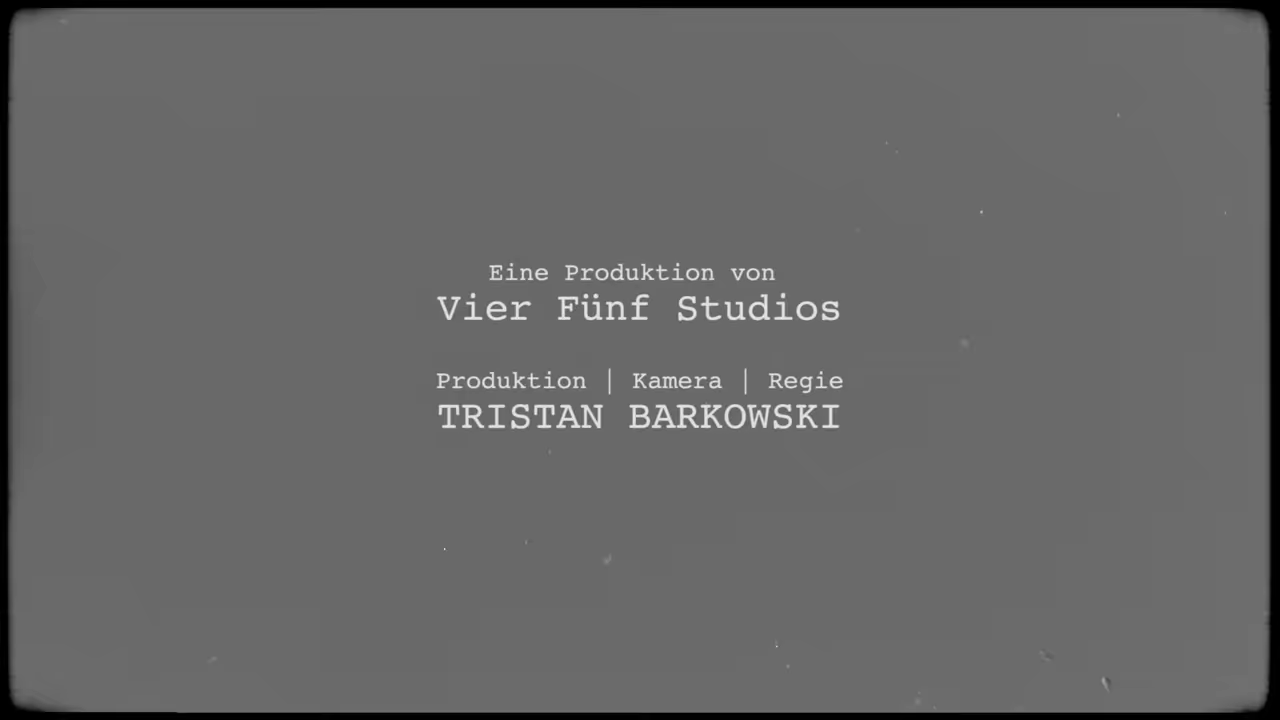 Eine Produktion von
Vier Fünf Studios
Produktion | Kamera | Regie
TRISTAN BARKOWSKI